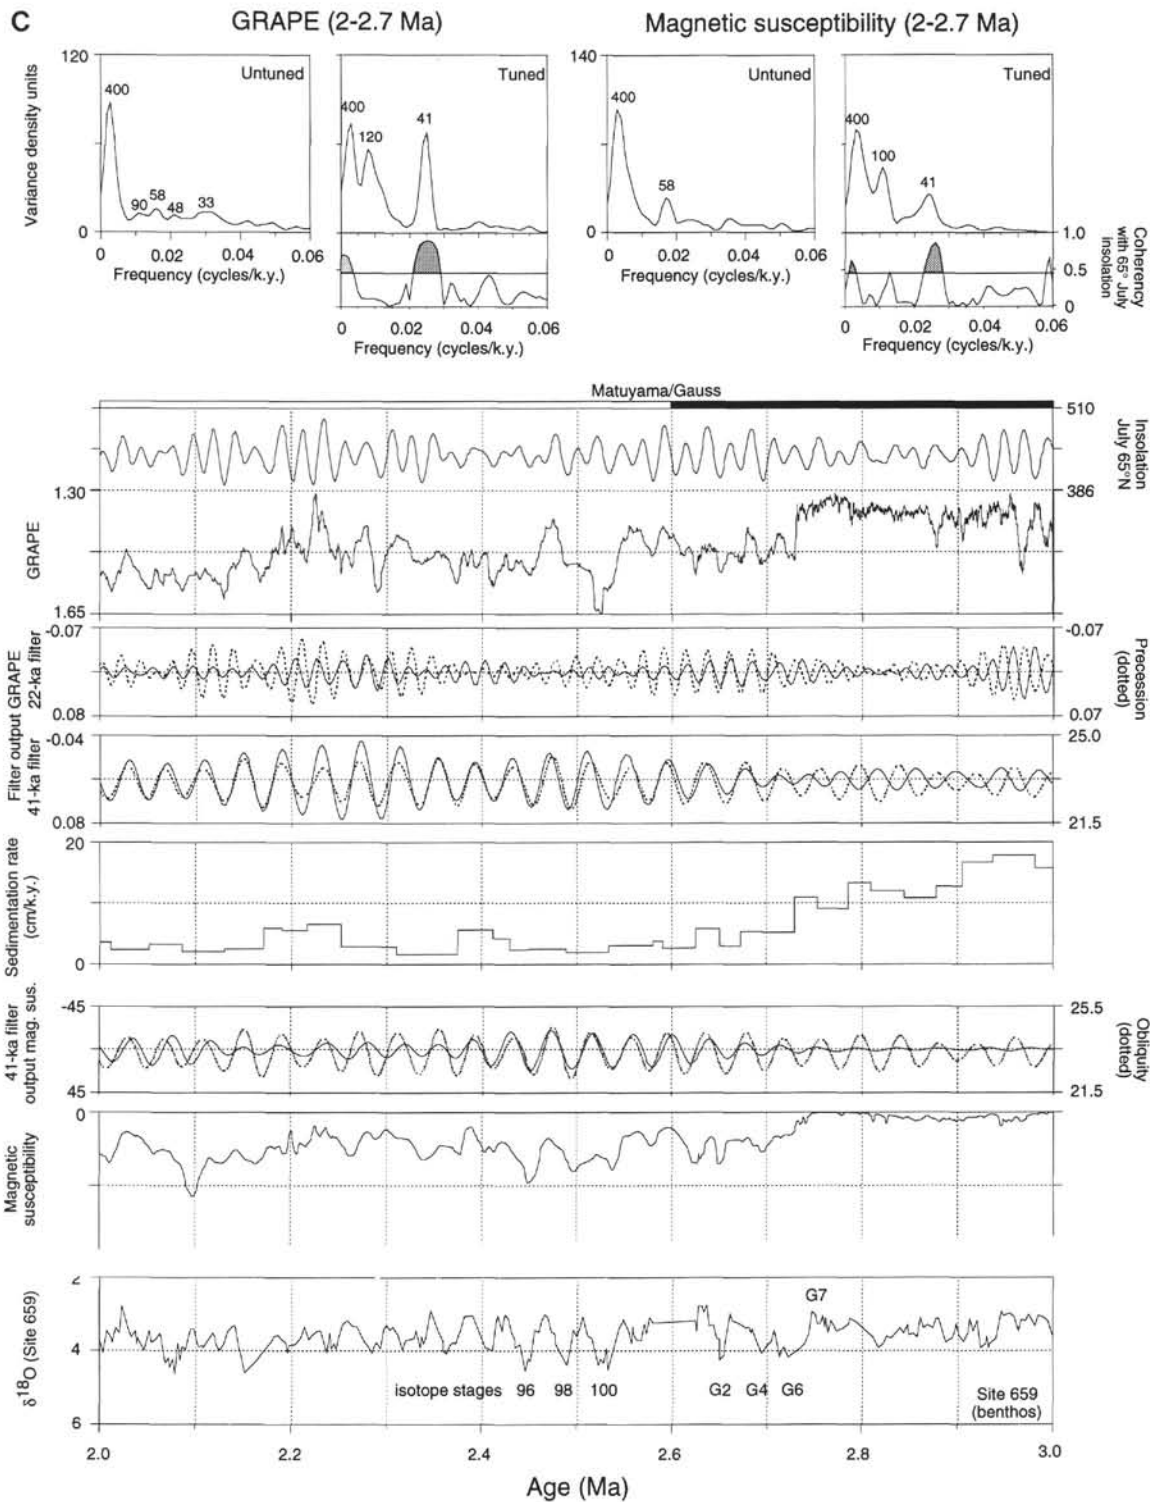 C
GRAPE (2-2.7 Ma)
Magnetic susceptibility (2-2.7 Ma)
Variance density units
120
0
Untuned
400
90
58
48
33
0
0.02
0.04
0.06
Frequency (cycles/k.y.)
Tuned
400
120
41
0
0.02
0.04
0.06
Frequency (cycles/k.y.)
140
0
Untuned
400
58
0
0.02
0.04
0.06
Frequency (cycles/k.y.)
Tuned
400
100
41
1.0
0.5
0
Coherency
with 65° July
insolation
0
0.02
0.04
0.06
Frequency (cycles/k.y.)
Matuyama/Gauss
510
386
Insolation
July 65°N
1.30
1.65
GRAPE
-0.07
0.08
Filter output GRAPE
22-ka filter
-0.07
0.07
Precession
(dotted)
-0.04
0.08
41-ka filter
25.0
21.5
20
0
Sedimentation rate
(cm/k.y.)
-45
45
41-ka filter
output mag. sus.
25.5
21.5
Obliquity
(dotted)
0
Magnetic
susceptibility
2
4
6
δ18O (Site 659)
G7
isotope stages 96 98 100 G2 G4 G6
Site 659
(benthos)
2.0 2.2 2.4 2.6 2.8 3.0
Age (Ma)